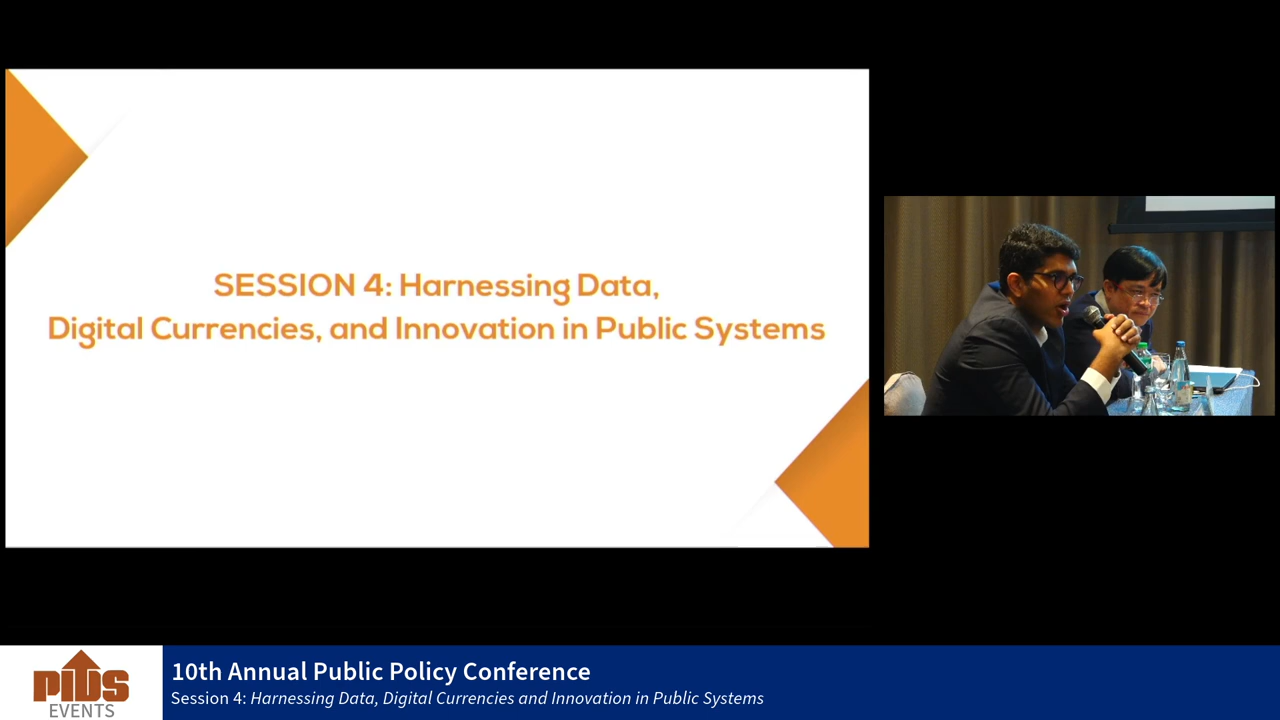 SESSION 4: Harnessing Data,
Digital Currencies, and Innovation in Public Systems
PIDS
EVENTS
10th Annual Public Policy Conference
Session 4: Harnessing Data, Digital Currencies and Innovation in Public Systems